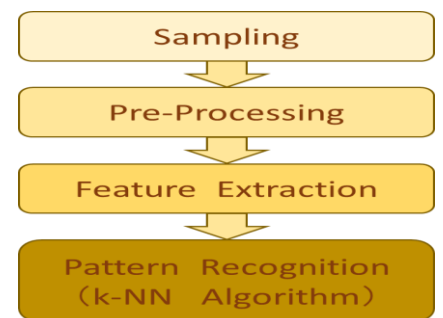 Sampling
Pre-Processing
Feature Extraction
Pattern Recognition
（k-NN Algorithm）